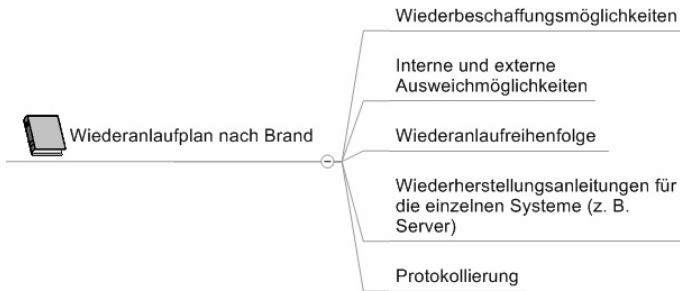 Wiederanlaufplan nach Brand
Wiederbeschaffungsmöglichkeiten
Interne und externe
Ausweichmöglichkeiten
Wiederanlaufreihenfolge
Wiederherstellungsanleitungen für
die einzelnen Systeme (z. B.
Server)
Protokollierung